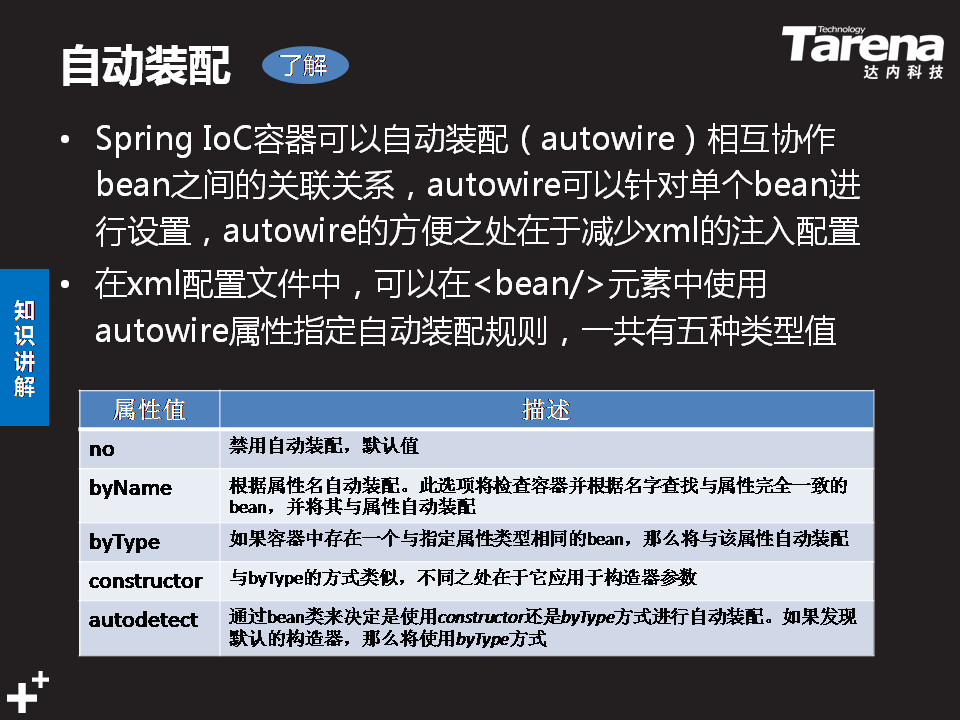 自动装配
了解
Technology
Tarena
达内科技
• Spring IoC容器可以自动装配（autowire）相互协作
bean之间的关联关系，autowire可以针对单个bean进
行设置，autowire的方便之处在于减少xml的注入配置
• 在xml配置文件中，可以在<bean/>元素中使用
autowire属性指定自动装配规则，一共有五种类型值
知识讲解
属性值 描述
no 禁用自动装配，默认值
byName 根据属性名自动装配。此选项将检查容器并根据名字查找与属性完全一致的
bean，并将其与属性自动装配
byType 如果容器中存在一个与指定属性类型相同的bean，那么将与该属性自动装配
constructor 与byType的方式类似，不同之处在于它应用于构造器参数
autodetect 通过bean类来决定是使用constructor还是byType方式进行自动装配。如果发现
默认的构造器，那么将使用byType方式